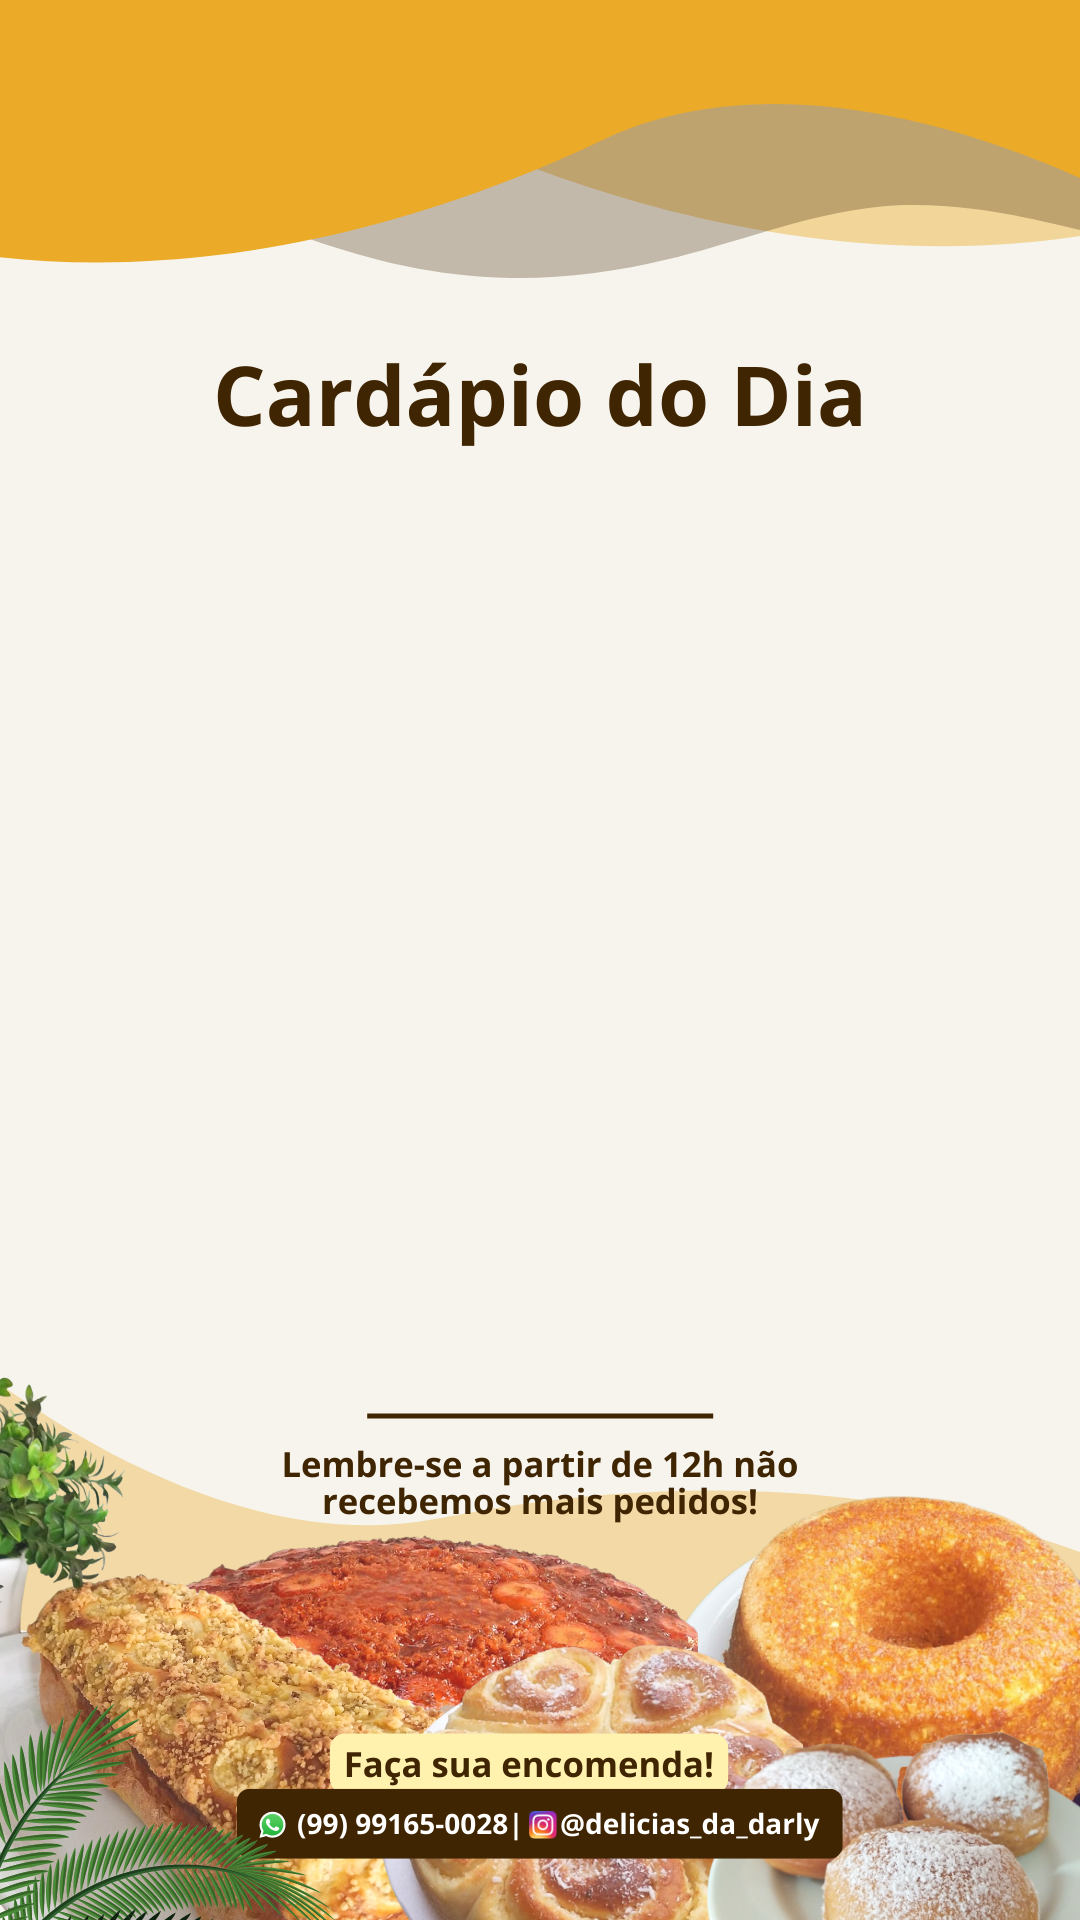 Cardápio do Dia
Lembre-se a partir de 12h não
recebemos mais pedidos!
Faça sua encomenda!
(99) 99165-0028| @delicias_da_darly